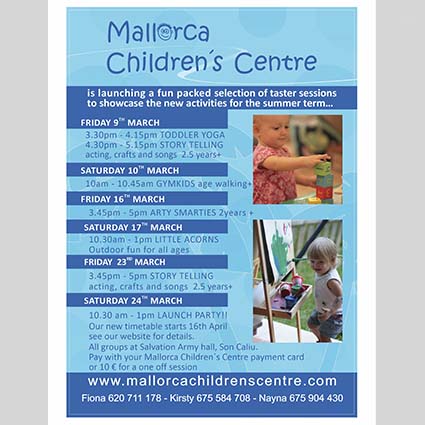 Mallorca
Children´s Centre
is launching a fun packed selection of taster sessions
to showcase the new activities for the summer term...
FRIDAY 9TH MARCH
3.30pm - 4.15pm TODDLER YOGA
4.30pm - 5.15pm STORY TELLING
acting, crafts and songs 2.5 years+
SATURDAY 10TH MARCH
10am - 10.45am GYMKIDS age walking+
FRIDAY 16TH MARCH
3.45pm - 5pm ARTY SMARTIES 2years +
SATURDAY 17TH MARCH
10.30am - 1pm LITTLE ACORNS
Outdoor fun for all ages
FRIDAY 23RD MARCH
3.45pm - 5pm STORY TELLING
acting, crafts and songs 2.5 years+
SATURDAY 24TH MARCH
10.30 am - 1pm LAUNCH PARTY!!
Our new timetable starts 16th April
see our website for details.
All groups at Salvation Army hall, Son Caliu.
Pay with your Mallorca Children´s Centre payment card
or 10 € for a one off session
www.mallorcachildrenscentre.com
Fiona 620 711 178 - Kirsty 675 584 708 - Nayna 675 904 430